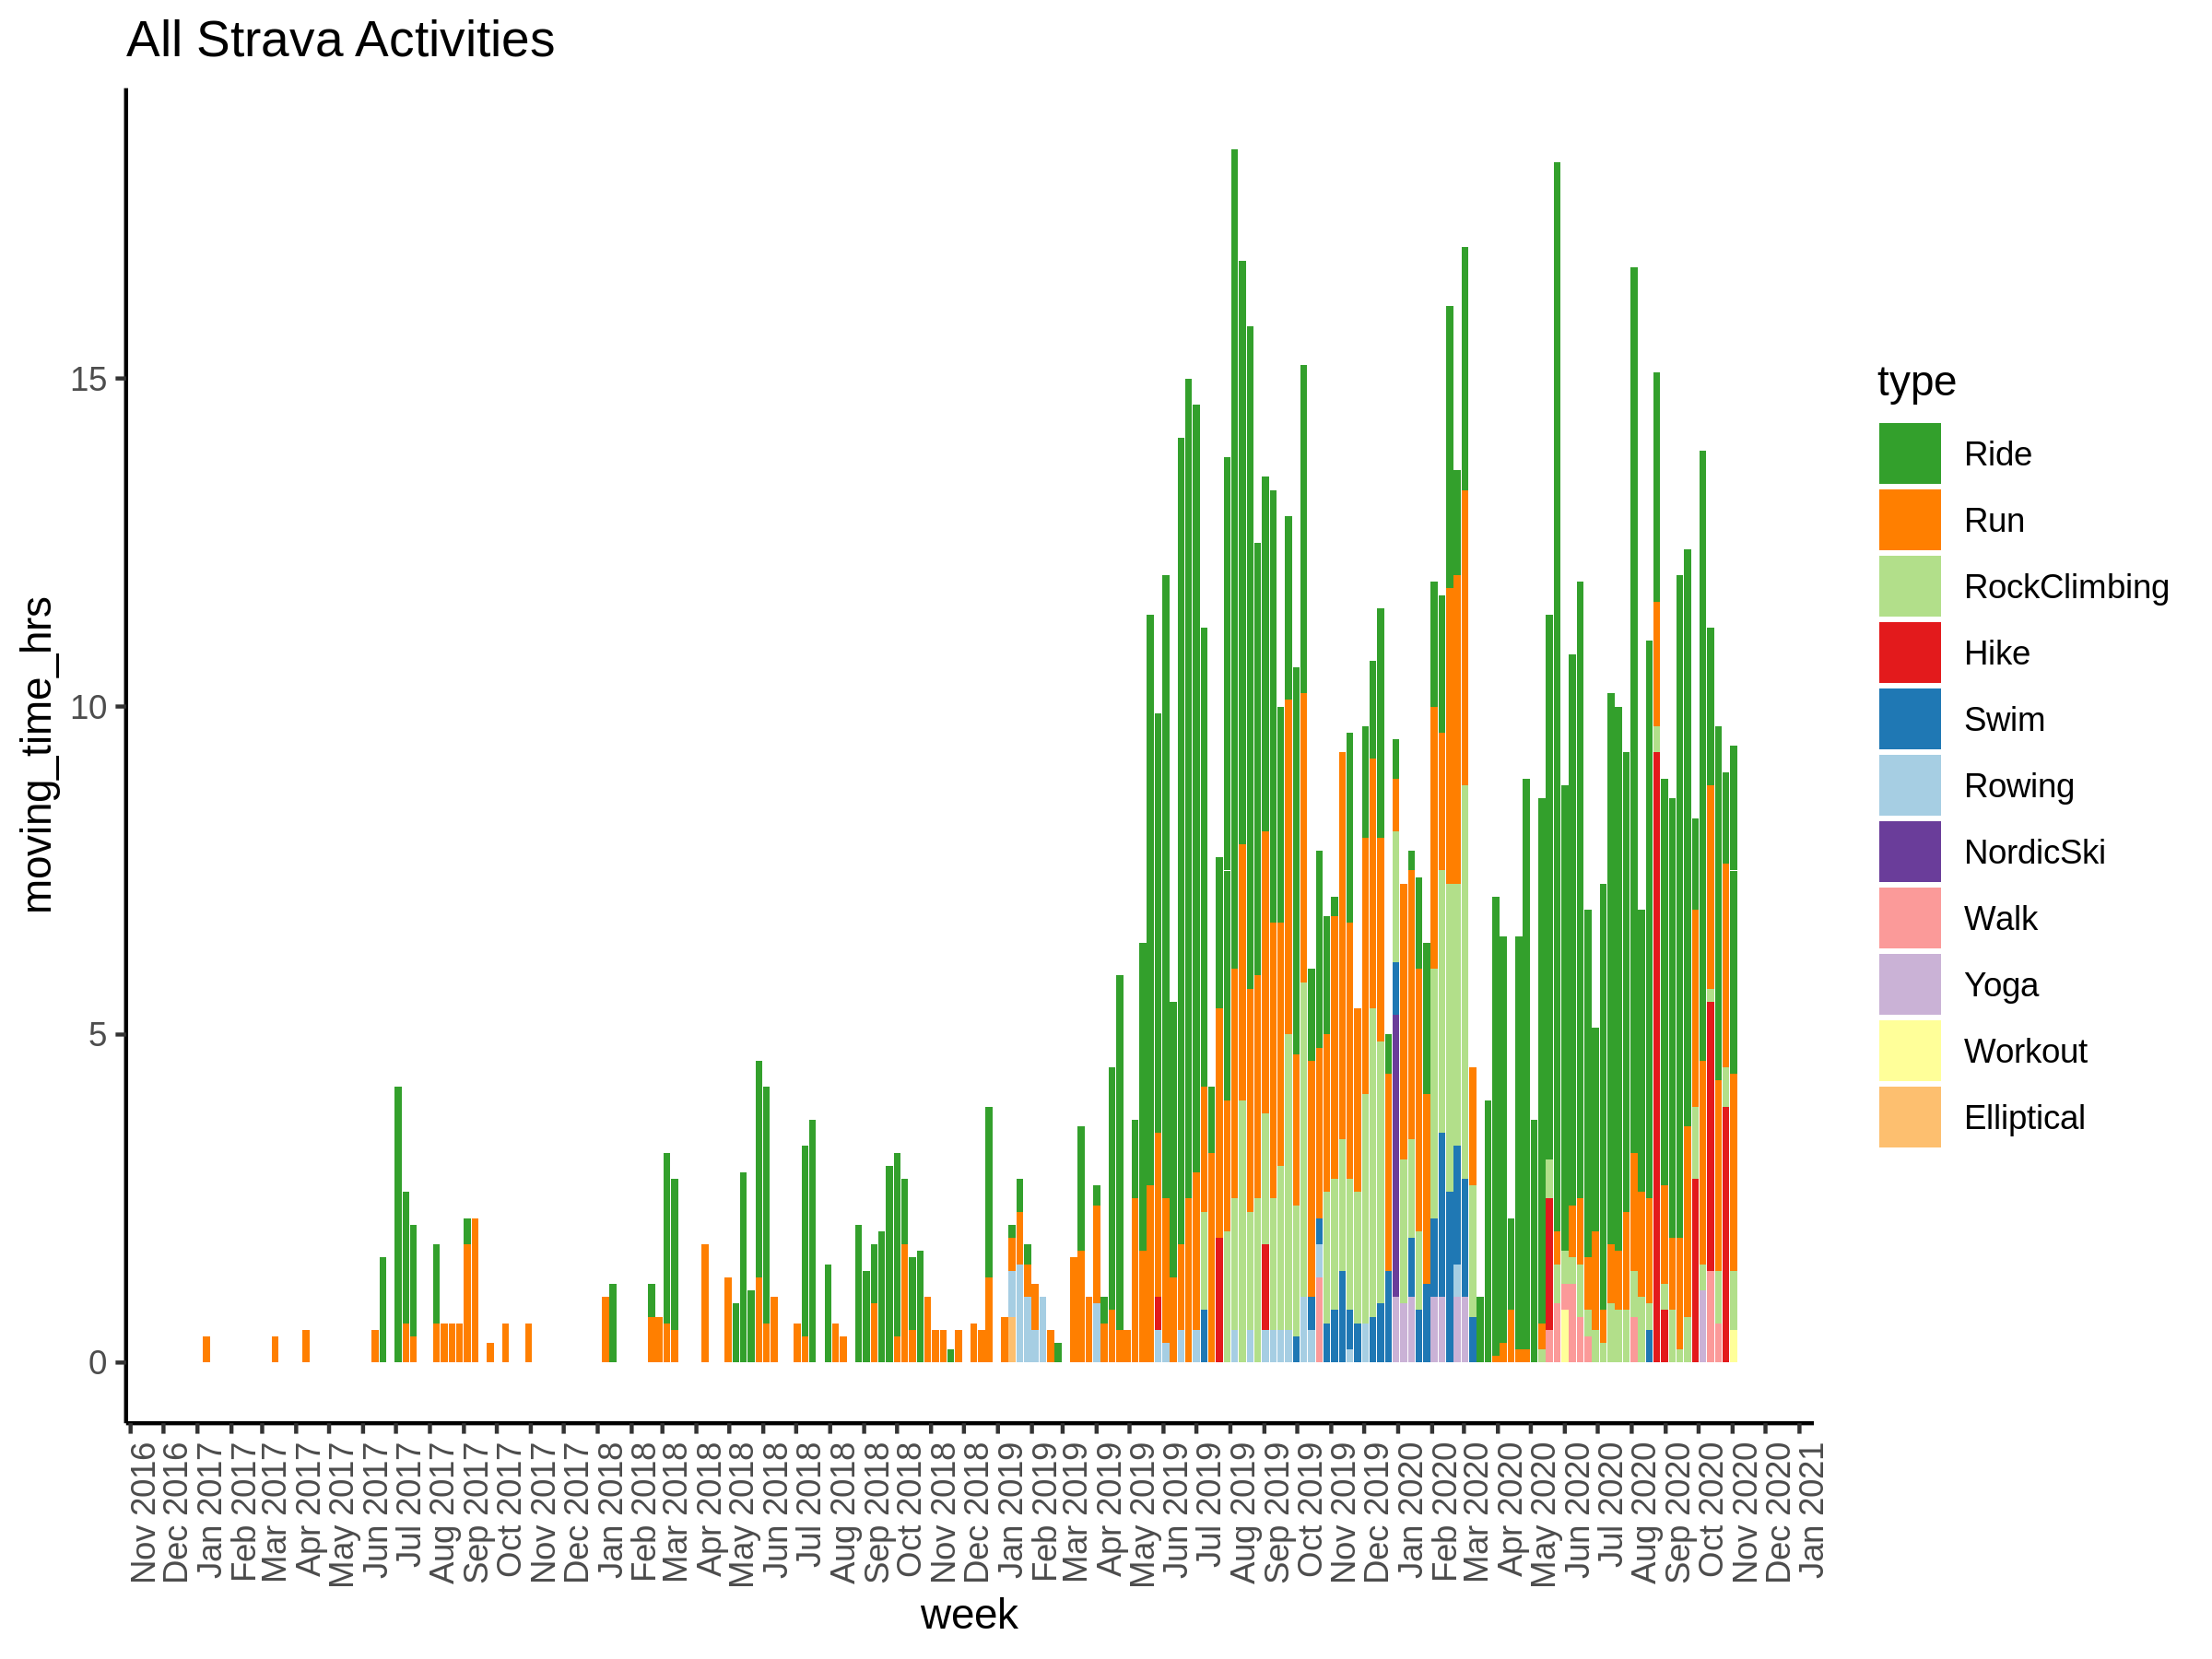 All Strava Activities
moving_time_hrs
15
10
5
0
Nov 2016
Dec 2016
Jan 2017
Feb 2017
Mar 2017
Apr 2017
May 2017
Jun 2017
Jul 2017
Aug 2017
Sep 2017
Oct 2017
Nov 2017
Dec 2017
Jan 2018
Feb 2018
Mar 2018
Apr 2018
May 2018
Jun 2018
Jul 2018
Aug 2018
Sep 2018
Oct 2018
Nov 2018
Dec 2018
Jan 2019
Feb 2019
Mar 2019
Apr 2019
May 2019
Jun 2019
Jul 2019
Aug 2019
Sep 2019
Oct 2019
Nov 2019
Dec 2019
Jan 2020
Feb 2020
Mar 2020
Apr 2020
May 2020
Jun 2020
Jul 2020
Aug 2020
Sep 2020
Oct 2020
Nov 2020
Dec 2020
Jan 2021
week
type
Ride
Run
RockClimbing
Hike
Swim
Rowing
NordicSki
Walk
Yoga
Workout
Elliptical